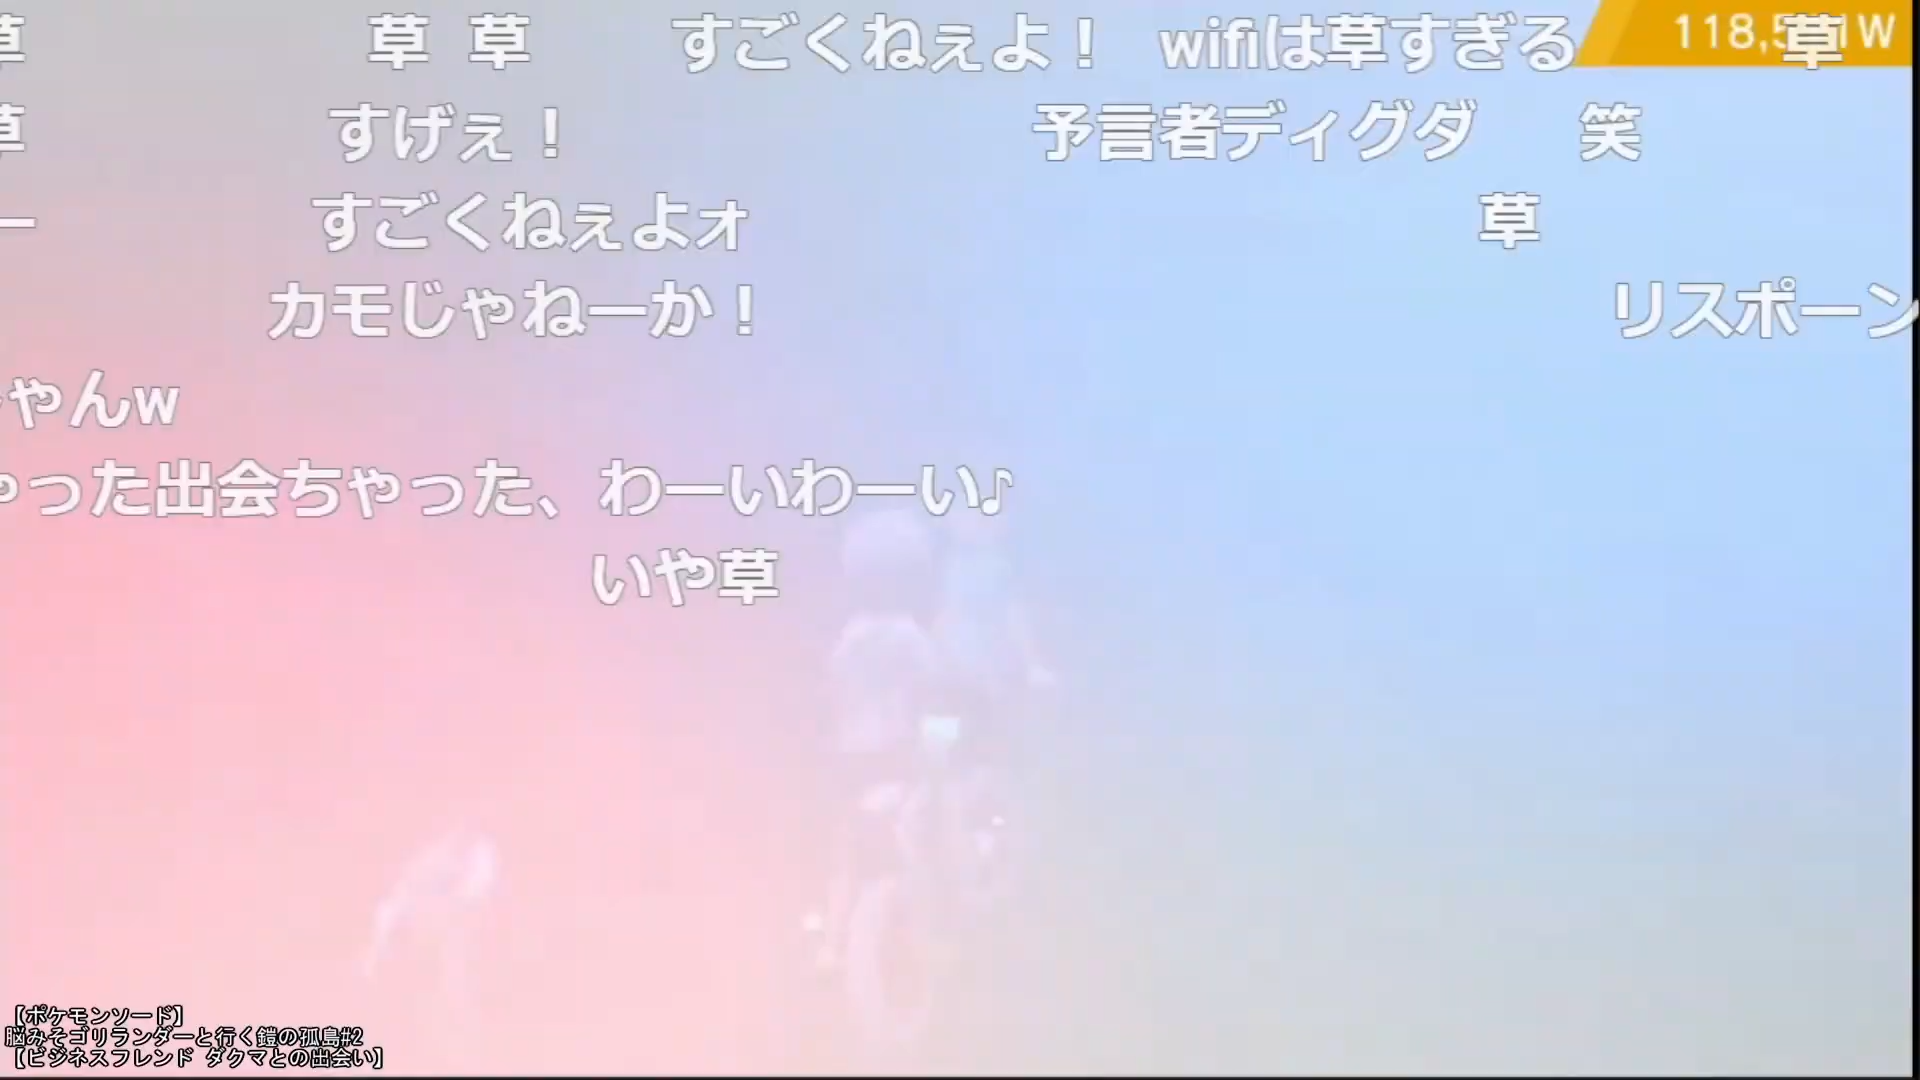 草 草 草 すごくねぇよ！ wifiは草すぎる 草
草 すげぇ！ 予言者ディグダ 笑
ー すごくねぇよォ 草
カモじゃねーか！ リスポーン
ゃんw
ゃった出会ちゃった、わーいわーい♪
いや草
【ポケモンソード】
脳みそゴリランダーと行く鎧の孤島#2
【ビジネスフレンド ダクマとの出会い】